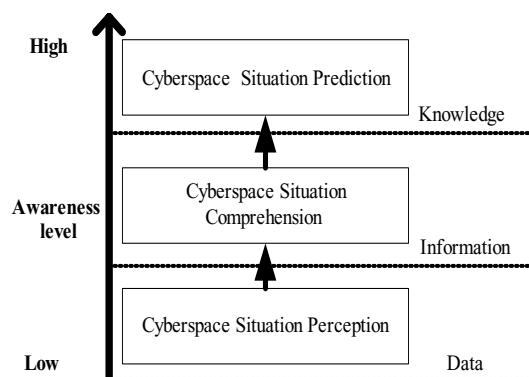 High
Cyberspace Situation Prediction
Knowledge
Cyberspace Situation
Comprehension
Awareness
level
Information
Cyberspace Situation Perception
Low
Data